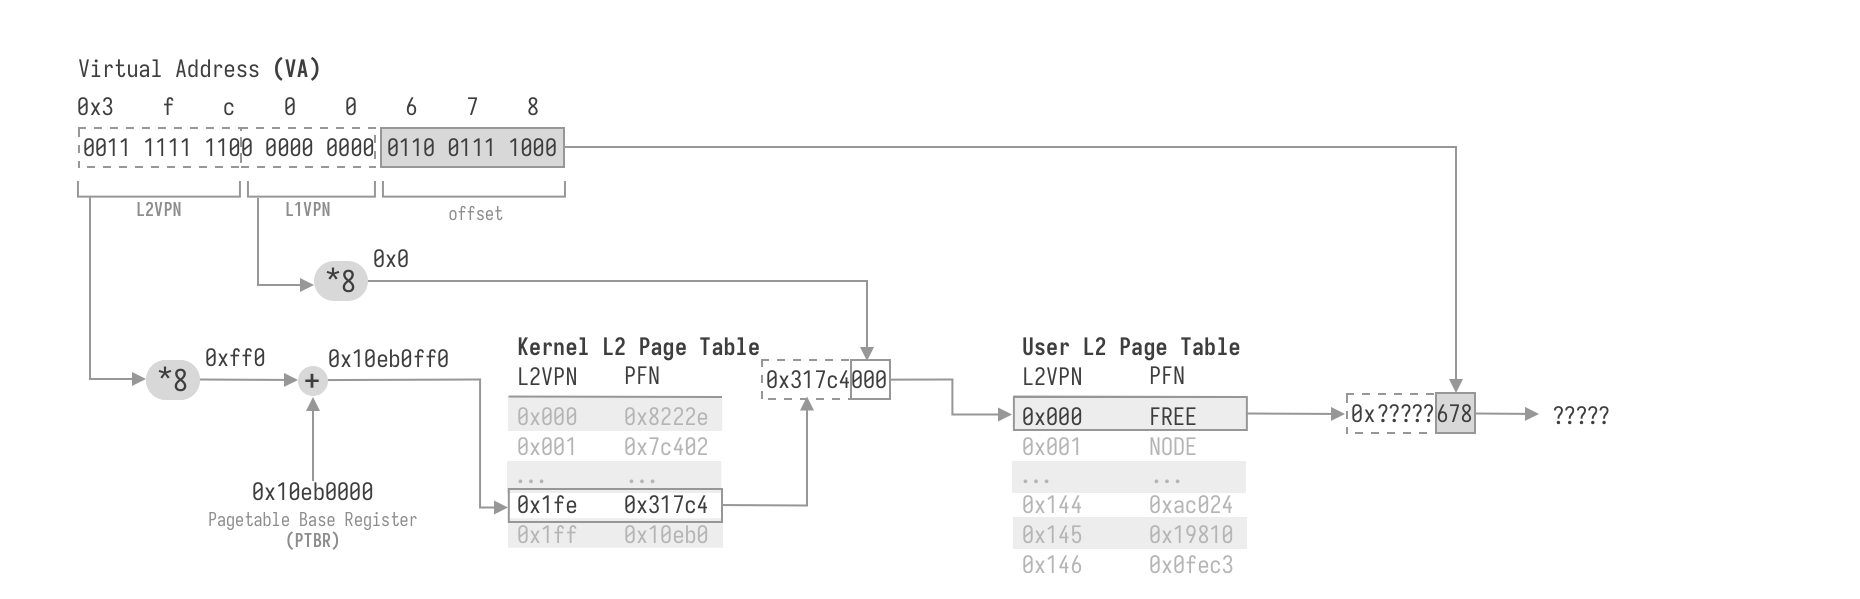 Virtual Address (VA)
0x3 f c 0 0 6 7 8
0011 1111 1100 0000 0000 0110 0111 1000
L2VPN L1VPN offset
*8 0x0
*8 0xff0 + 0x10eb0ff0
0x10eb0000
Pagetable Base Register
(PTBR)
Kernel L2 Page Table
L2VPN PFN
0x000 0x8222e
0x001 0x7c402
... ...
0x1fe 0x317c4
0x1ff 0x10eb0
0x317c4000
User L2 Page Table
L2VPN PFN
0x000 FREE
0x001 NODE
... ...
0x144 0xac024
0x145 0x19810
0x146 0x0fec3
0x?????678 ?????